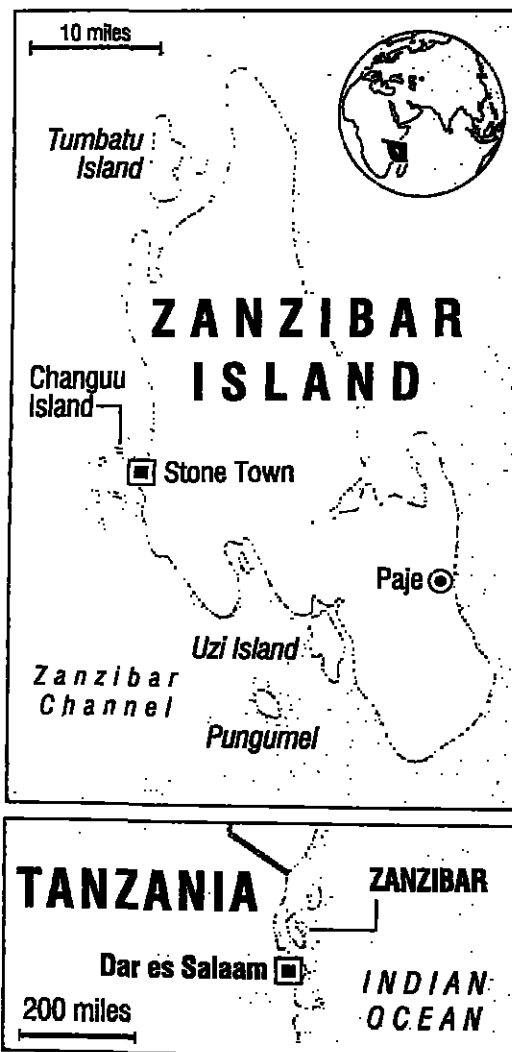 10 miles
Tumbatu
Island
ZANZIBAR
ISLAND
Changuu
Island
Stone Town
Paje
Uzi Island
Zanzibar
Channel
Pungumel
TANZANIA
ZANZIBAR
Dar es Salaam
INDIAN
OCEAN
200 miles